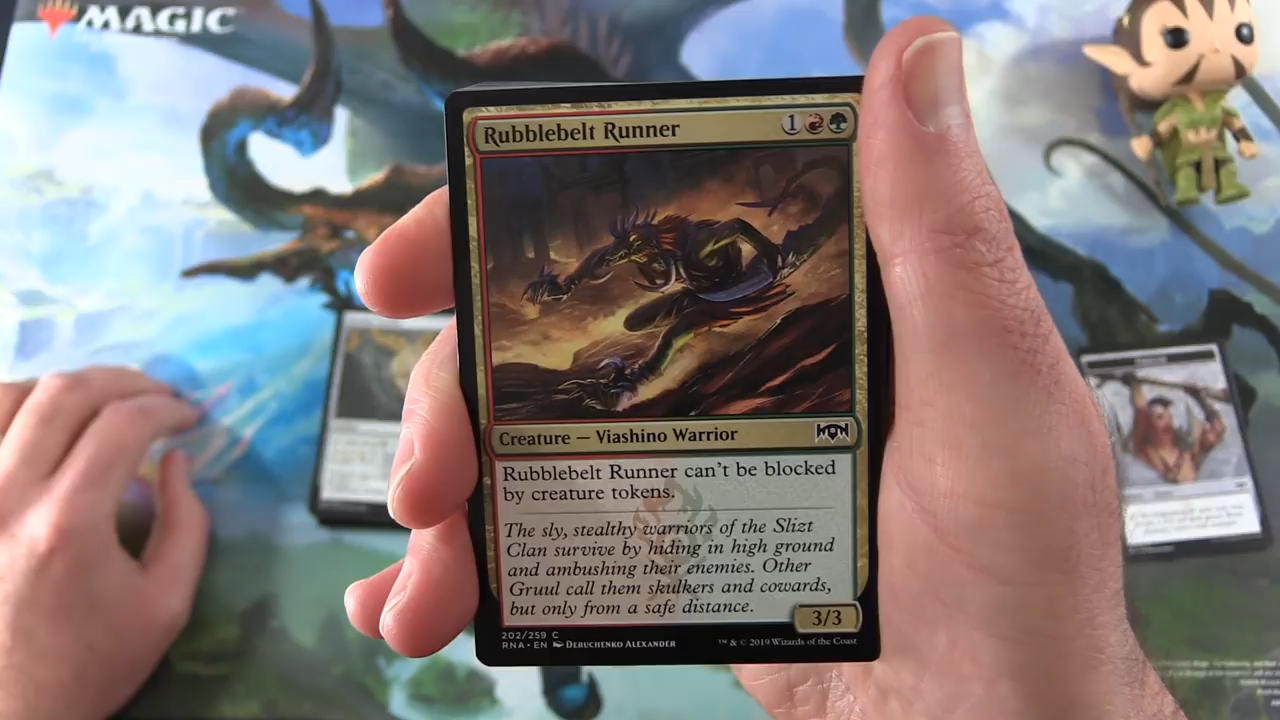 MAGIC
Rubblebelt Runner 1
Creature — Viashino Warrior
Rubblebelt Runner can't be blocked
by creature tokens.
The sly, stealthy warriors of the Slizt
Clan survive by hiding in high ground
and ambushing their enemies. Other
Gruul call them skulkers and cowards,
but only from a safe distance.
3/3
202/259 C
RNA • EN Deruchenko Alexander
™ & © 2019 Wizards of the Coast